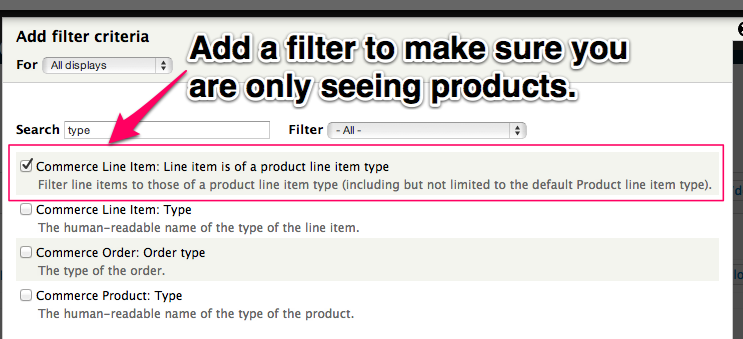 Add filter criteria
For All displays
Add a filter to make sure you
are only seeing products.
Search type Filter - All -
Commerce Line Item: Line item is of a product line item type
Filter line items to those of a product line item type (including but not limited to the default Product line item type).
Commerce Line Item: Type
The human-readable name of the type of the line item.
Commerce Order: Order type
The type of the order.
Commerce Product: Type
The human-readable name of the type of the product.